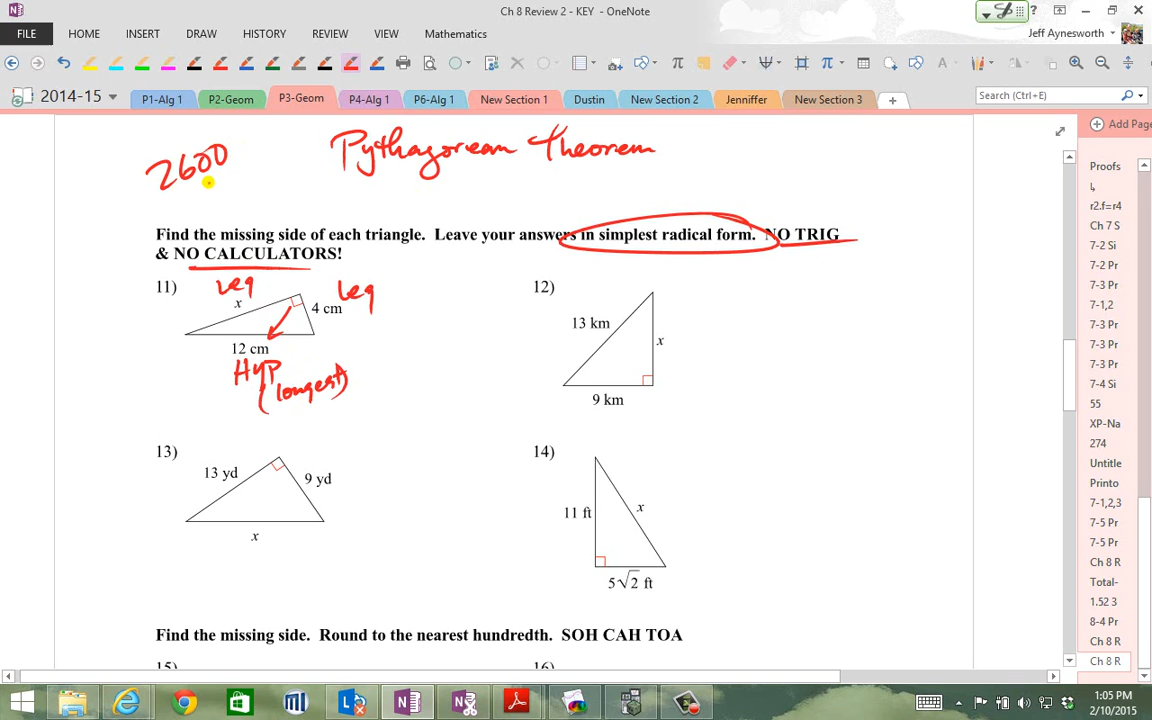 Ch 8 Review 2 - KEY - OneNote
FILE HOME INSERT DRAW HISTORY REVIEW VIEW Mathematics Jeff Aynesworth
2014-15 P1-Alg 1 P2-Geom P3-Geom P4-Alg 1 P6-Alg 1 New Section 1 Dustin New Section 2 Jenniffer New Section 3 + Search (Ctrl+E)
Add Page
2600 Pythagorean Theorem
Find the missing side of each triangle. Leave your answers in simplest radical form. NO TRIG
& NO CALCULATORS!
11) Leg x Leg 4 cm
12 cm
Hyp
(longest)
12) 13 km x
9 km
13) 13 yd 9 yd
x
14) 11 ft x
5√2 ft
Find the missing side. Round to the nearest hundredth. SOH CAH TOA
15) 16)
Proofs
r2.f=r4
Ch 7 S
7-2 Si
7-2 Pr
7-3 Pr
7-1,2
7-3 Pr
7-3 Pr
7-3 Pr
7-4 Si
55
XP-Na
274
Untitle
Printo
7-1,2,3
7-5 Pr
7-5 Pr
Ch 8 R
Total-
1.52 3
8-4 Pr
Ch 8 R
Ch 8 R
1:05 PM
2/10/2015